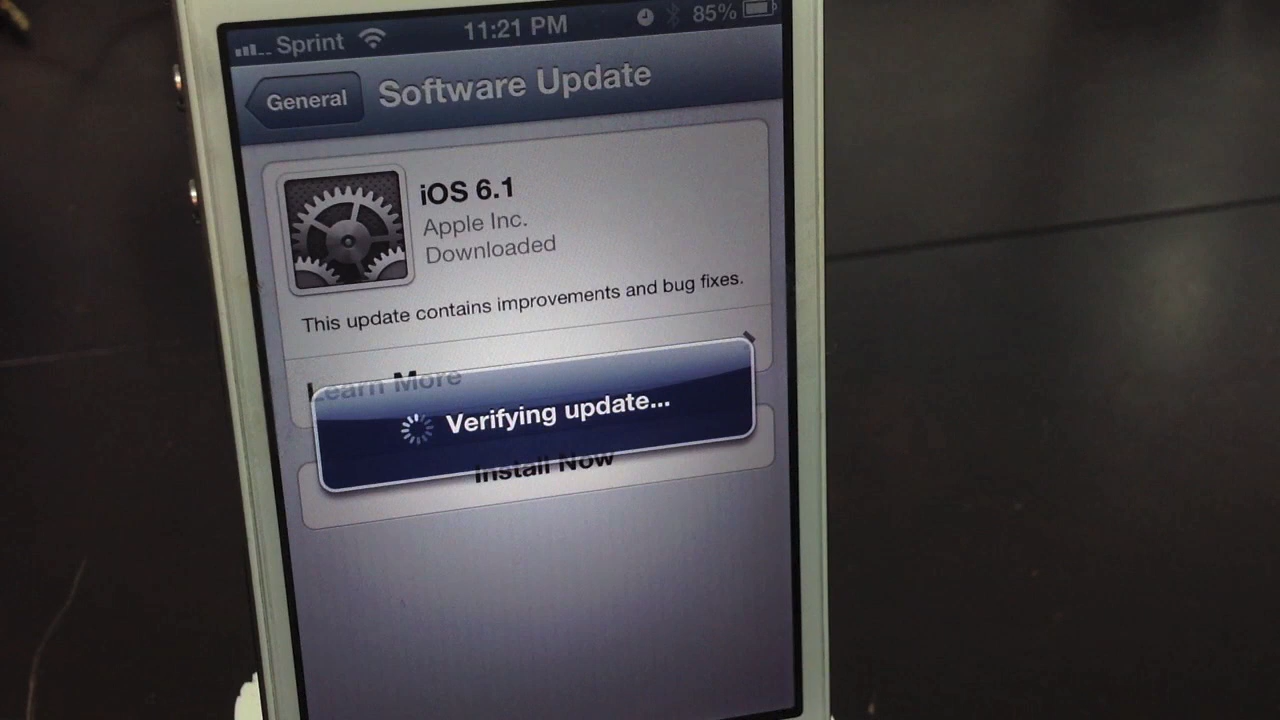 Sprint 11:21 PM 85%
General Software Update
iOS 6.1
Apple Inc.
Downloaded
This update contains improvements and bug fixes.
Learn More
Verifying update...
Install Now